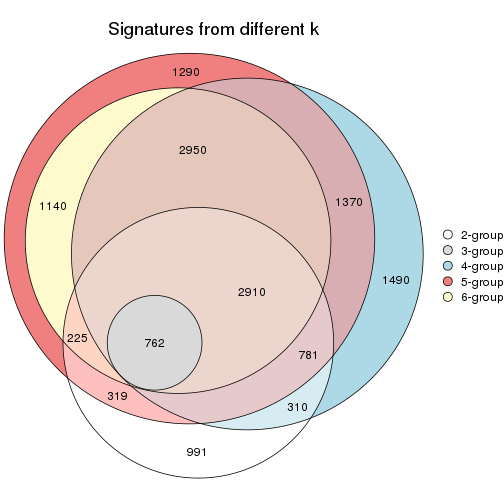 Signatures from different k
1290
2950
1140
1370
1490
2910
225
762
781
319
310
991
2-group
3-group
4-group
5-group
6-group